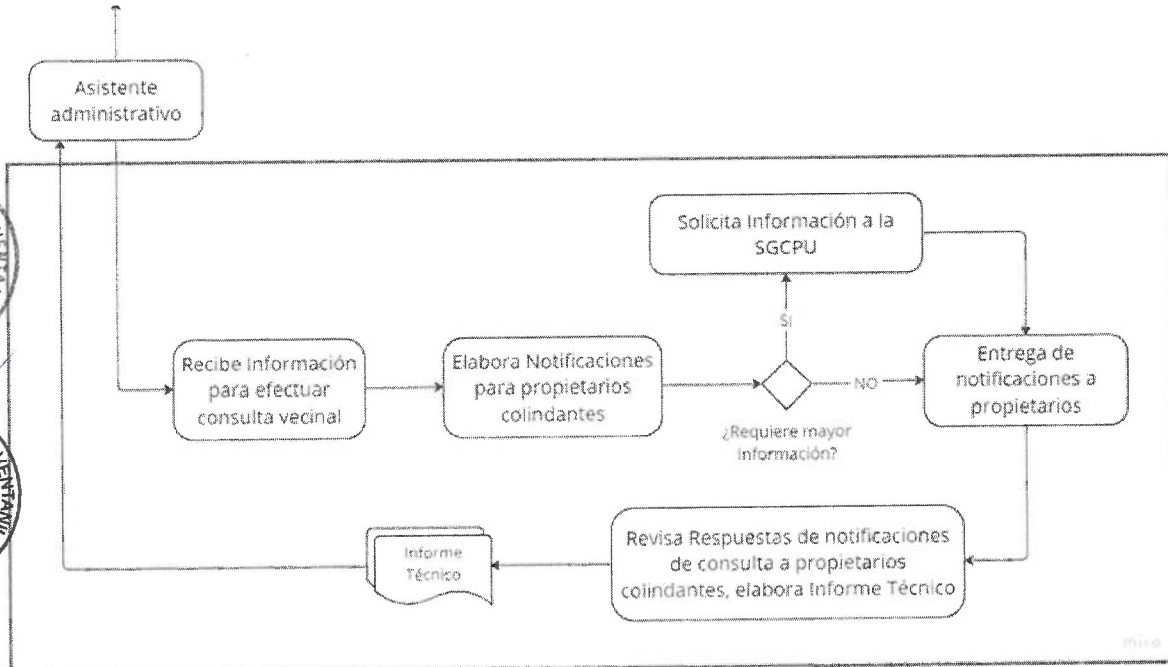 Asistente
administrativo
Solicita Información a la
SGCPU
SI
Recibe Información
para efectuar
consulta vecinal
Elabora Notificaciones
para propietarios
colindantes
NO
Entrega de
notificaciones a
propietarios
¿Requiere mayor
Información?
Revisa Respuestas de notificaciones
de consulta a propietarios
colindantes, elabora Informe Técnico
Informe
Técnico
miro